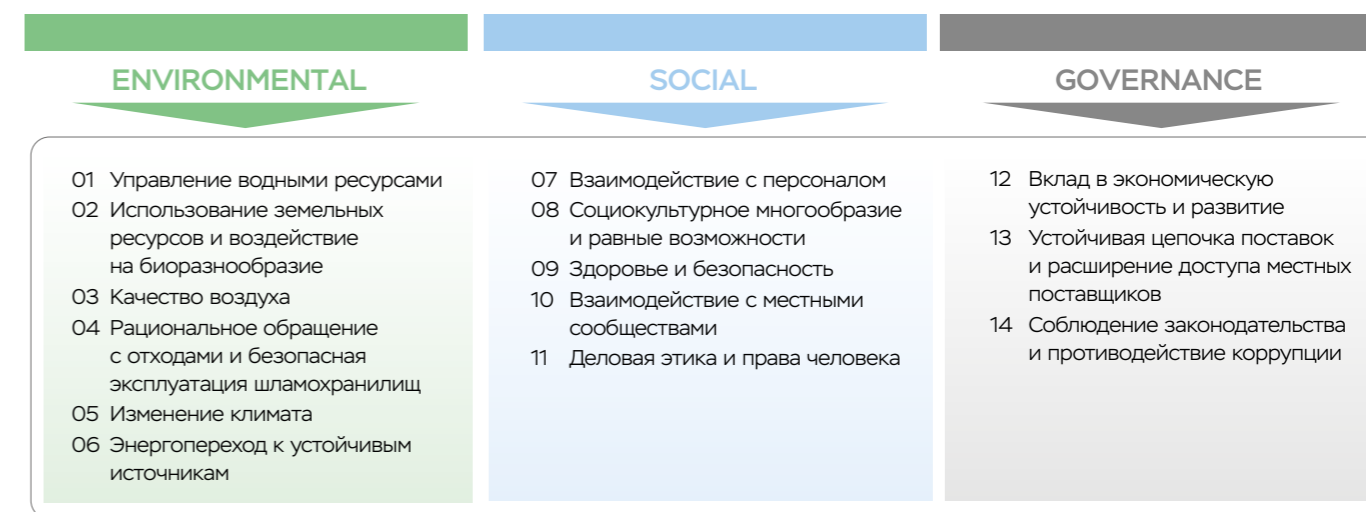 ENVIRONMENTAL
01 Управление водными ресурсами
02 Использование земельных
ресурсов и воздействие
на биоразнообразие
03 Качество воздуха
04 Рациональное обращение
с отходами и безопасная
эксплуатация шламохранилищ
05 Изменение климата
06 Энергопереход к устойчивым
источникам
SOCIAL
07 Взаимодействие с персоналом
08 Социокультурное многообразие
и равные возможности
09 Здоровье и безопасность
10 Взаимодействие с местными
сообществами
11 Деловая этика и права человека
GOVERNANCE
12 Вклад в экономическую
устойчивость и развитие
13 Устойчивая цепочка поставок
и расширение доступа местных
поставщиков
14 Соблюдение законодательства
и противодействие коррупции